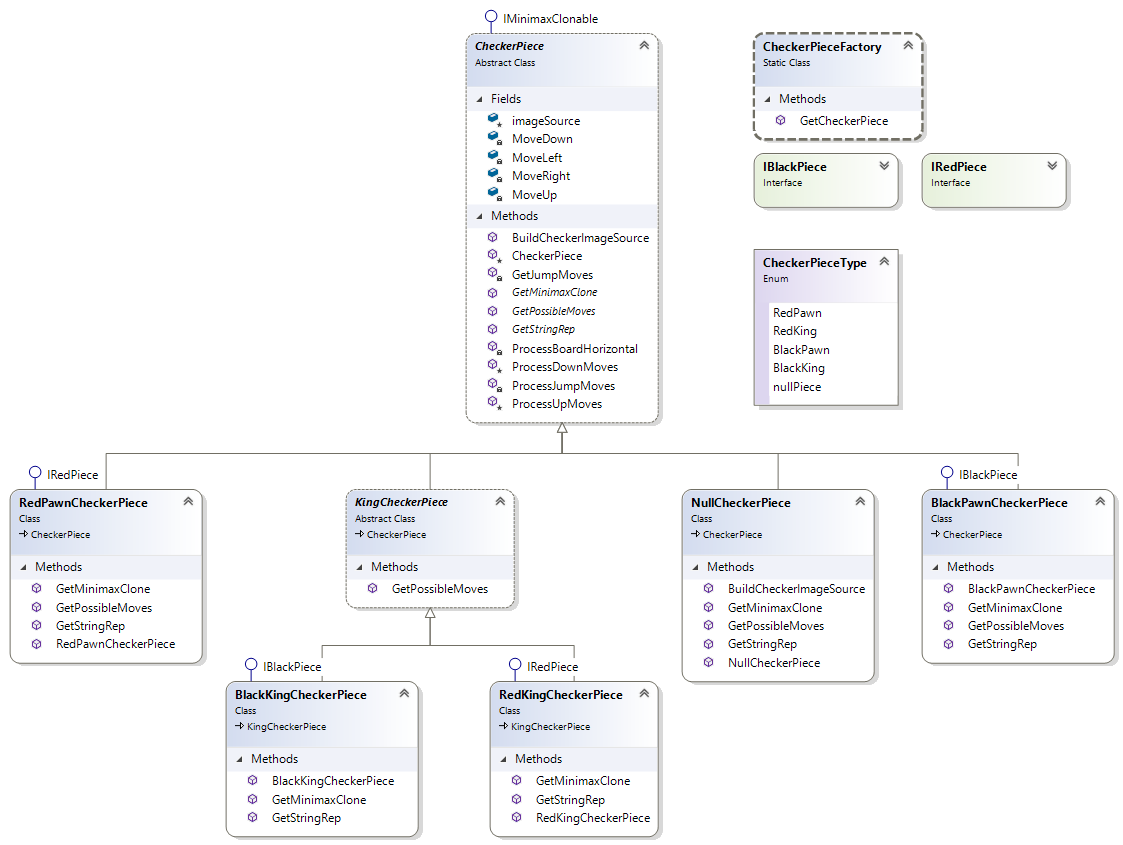 IMinimaxClonable
CheckerPiece
Abstract Class
Fields
imageSource
MoveDown
MoveLeft
MoveRight
MoveUp
Methods
BuildCheckerImageSource
CheckerPiece
GetJumpMoves
GetMinimaxClone
GetPossibleMoves
GetStringRep
ProcessBoardHorizontal
ProcessDownMoves
ProcessJumpMoves
ProcessUpMoves
CheckerPieceFactory
Static Class
Methods
GetCheckerPiece
IBlackPiece
Interface
IRedPiece
Interface
CheckerPieceType
Enum
RedPawn
RedKing
BlackPawn
BlackKing
nullPiece
IRedPiece
RedPawnCheckerPiece
Class
CheckerPiece
Methods
GetMinimaxClone
GetPossibleMoves
GetStringRep
RedPawnCheckerPiece
KingCheckerPiece
Abstract Class
CheckerPiece
Methods
GetPossibleMoves
NullCheckerPiece
Class
CheckerPiece
Methods
BuildCheckerImageSource
GetMinimaxClone
GetPossibleMoves
GetStringRep
NullCheckerPiece
IBlackPiece
BlackPawnCheckerPiece
Class
CheckerPiece
Methods
BlackPawnCheckerPiece
GetMinimaxClone
GetPossibleMoves
GetStringRep
IBlackPiece
BlackKingCheckerPiece
Class
KingCheckerPiece
Methods
BlackKingCheckerPiece
GetMinimaxClone
GetStringRep
IRedPiece
RedKingCheckerPiece
Class
KingCheckerPiece
Methods
GetMinimaxClone
GetStringRep
RedKingCheckerPiece